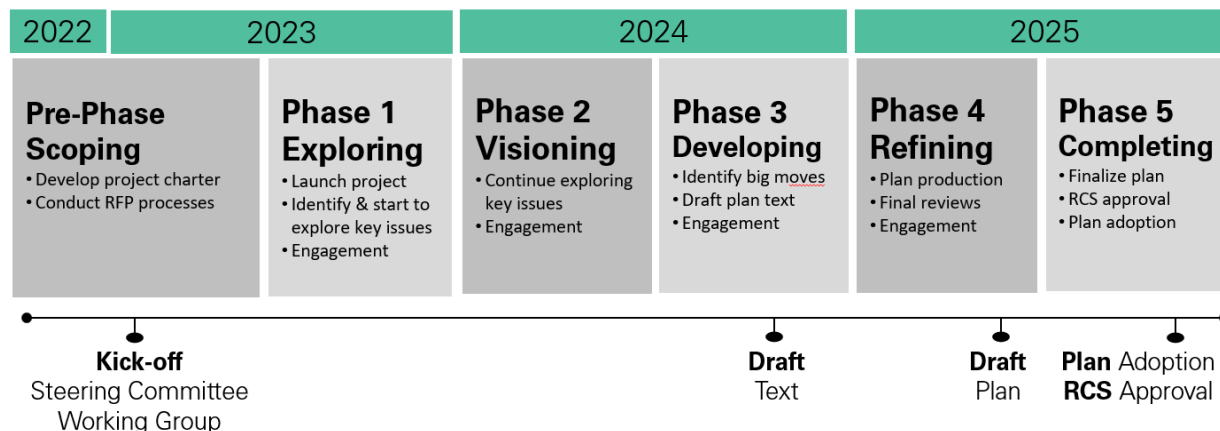 2022
2023
2024
2025
Pre-Phase
Scoping
• Develop project charter
• Conduct RFP processes
Phase 1
Exploring
• Launch project
• Identify & start to
explore key issues
• Engagement
Phase 2
Visioning
• Continue exploring
key issues
• Engagement
Phase 3
Developing
• Identify big moves
• Draft plan text
• Engagement
Phase 4
Refining
• Plan production
• Final reviews
• Engagement
Phase 5
Completing
• Finalize plan
• RCS approval
• Plan adoption
Kick-off
Steering Committee
Working Group
Draft
Text
Draft
Plan
Plan Adoption
RCS Approval